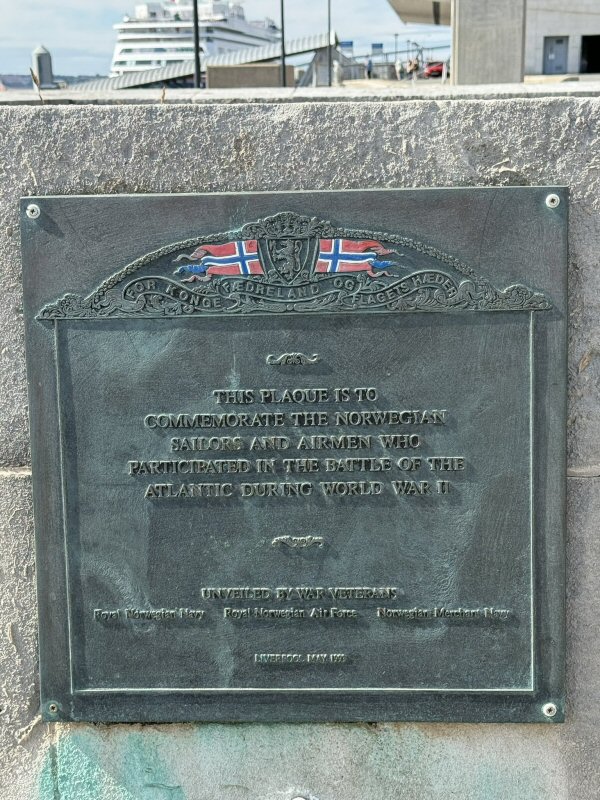 FOR KONGE FÆDRELAND OG FLAGETS HÆDER
THIS PLAQUE IS TO
COMMEMORATE THE NORWEGIAN
SAILORS AND AIRMEN WHO
PARTICIPATED IN THE BATTLE OF THE
ATLANTIC DURING WORLD WAR II
UNVEILED BY WAR VETERANS
Royal Norwegian Navy Royal Norwegian Air Force Norwegian Merchant Navy
LIVERPOOL MAY